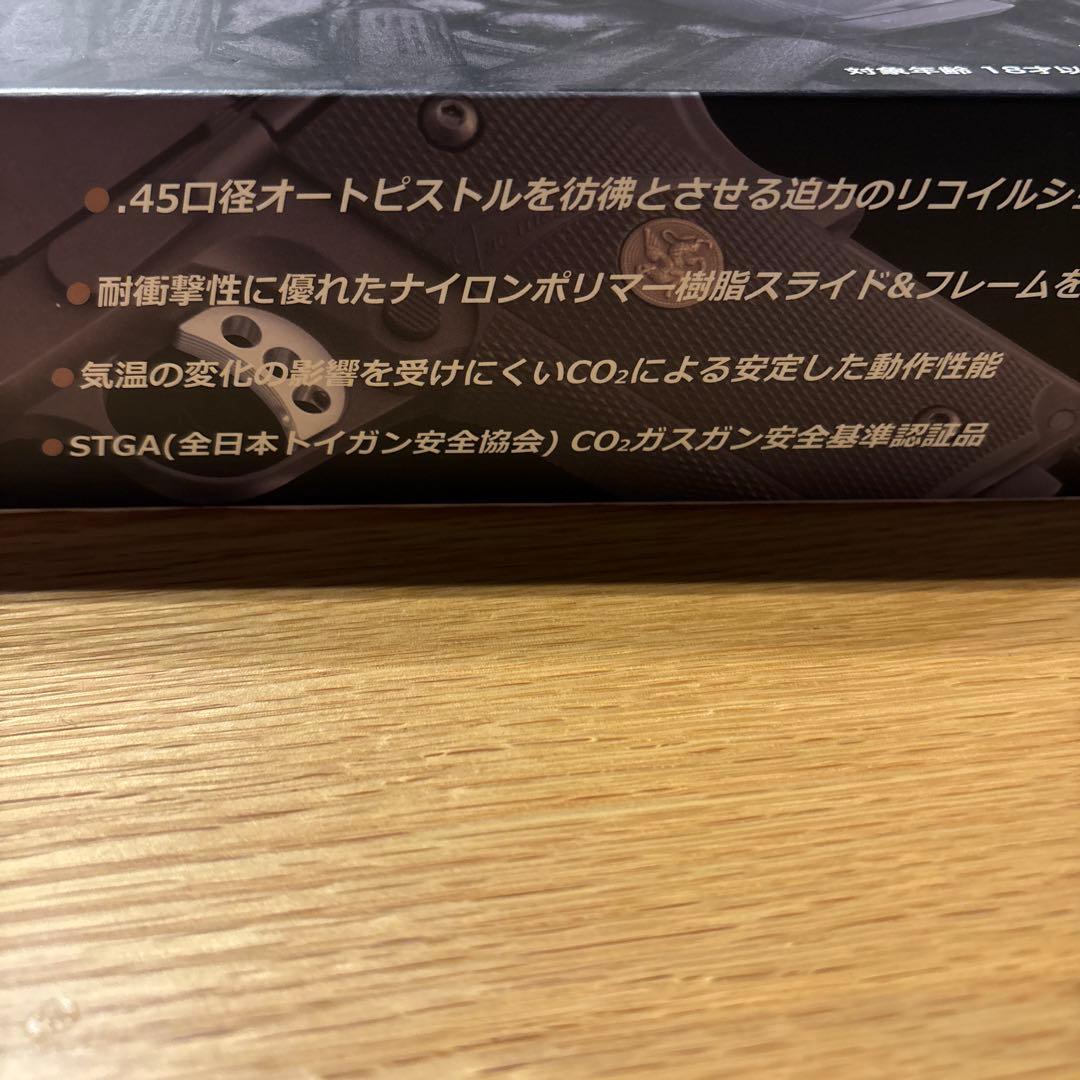 対象年齢 18才以
.45口径オートピストルを彷彿とさせる迫力のリコイルシ
耐衝撃性に優れたナイロンポリマー樹脂スライド&フレームを
気温の変化の影響を受けにくいCO₂による安定した動作性能
STGA(全日本トイガン安全協会) CO₂ガスガン安全基準認証品